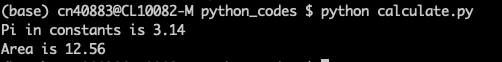 (base) cn40883@CL10082-M python_codes $ python calculate.py
Pi in constants is 3.14
Area is 12.56